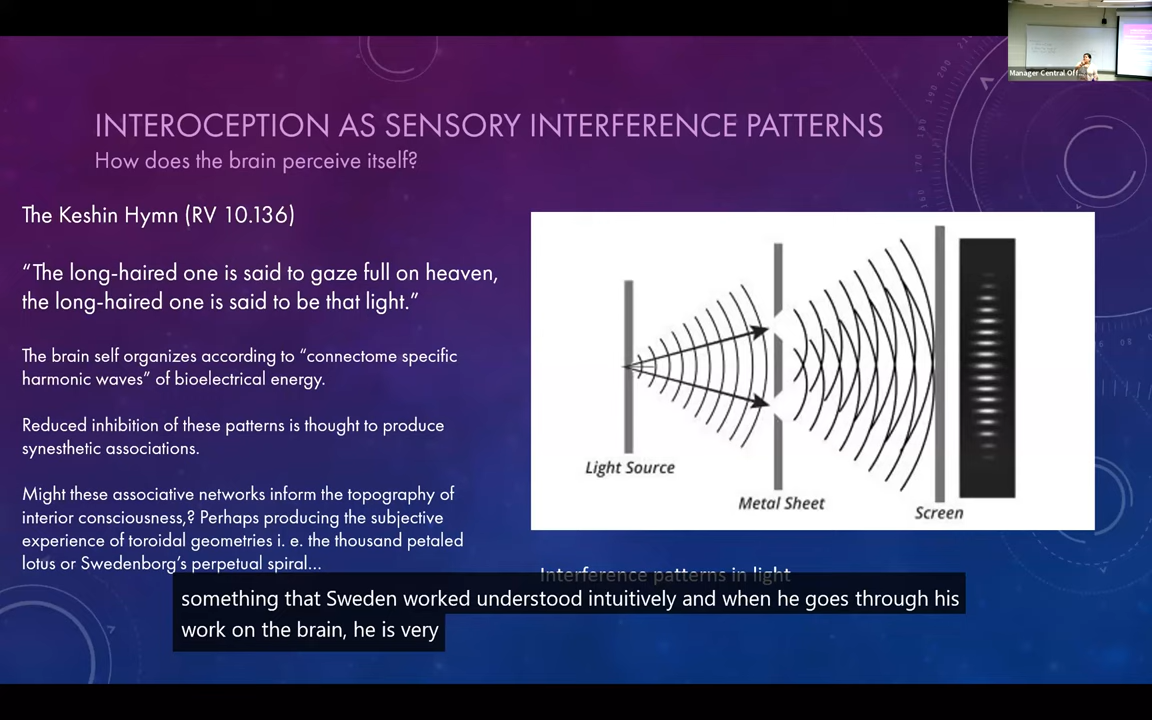 Manager Central Off...
INTEROCEPTION AS SENSORY INTERFERENCE PATTERNS
How does the brain perceive itself?
The Keshin Hymn (RV 10.136)
“The long-haired one is said to gaze full on heaven,
the long-haired one is said to be that light.”
The brain self organizes according to “connectome specific
harmonic waves” of bioelectrical energy.
Reduced inhibition of these patterns is thought to produce
synesthetic associations.
Might these associative networks inform the topography of
interior consciousness,? Perhaps producing the subjective
experience of toroidal geometries i. e. the thousand petaled
lotus or Swedenborg’s perpetual spiral...
Light Source
Metal Sheet
Screen
Interference patterns in light
something that Sweden worked understood intuitively and when he goes through his
work on the brain, he is very